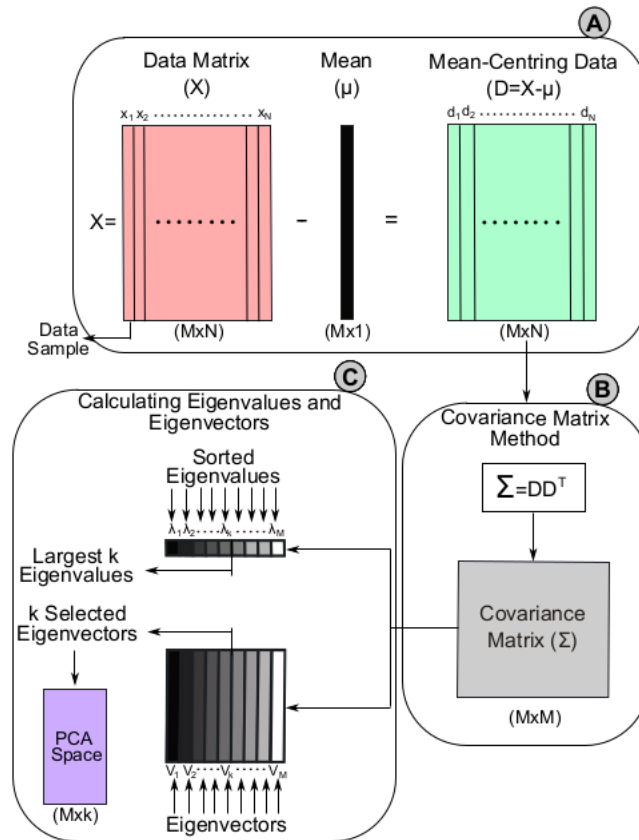 A
Data Matrix
(X)
Mean
(μ)
Mean-Centring Data
(D=X-μ)
x1 x2 .................... xN
d1 d2 .................... dN
X=
........
-
=
........
(MxN)
(Mx1)
(MxN)
Data
Sample
B
Covariance Matrix
Method
Σ=DDᵀ
Covariance
Matrix (Σ)
(MxM)
C
Calculating Eigenvalues and
Eigenvectors
Sorted
Eigenvalues
λ1 λ2 ····· λk ······· λM
Largest k
Eigenvalues
k Selected
Eigenvectors
PCA
Space
(Mxk)
V1 V2 ····· Vk ······· VM
Eigenvectors